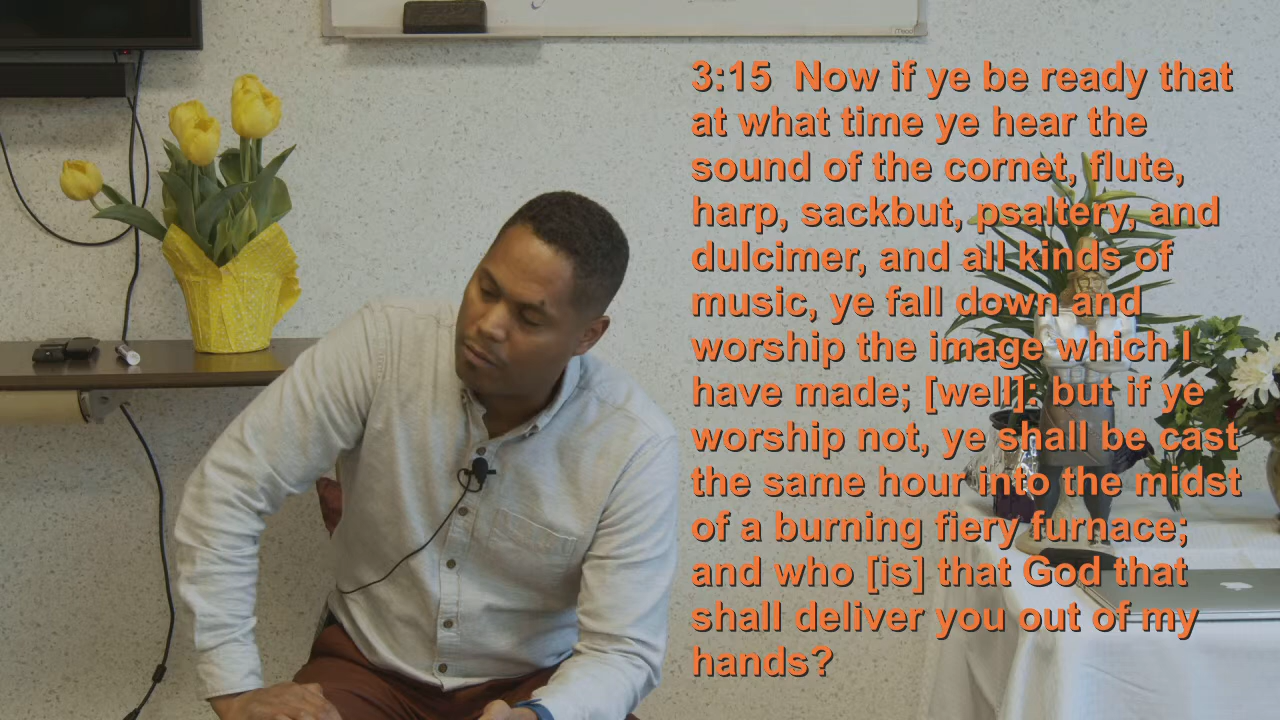 3:15 Now if ye be ready that
at what time ye hear the
sound of the cornet, flute,
harp, sackbut, psaltery, and
dulcimer, and all kinds of
music, ye fall down and
worship the image which I
have made; [well]: but if ye
worship not, ye shall be cast
the same hour into the midst
of a burning fiery furnace;
and who [is] that God that
shall deliver you out of my
hands?